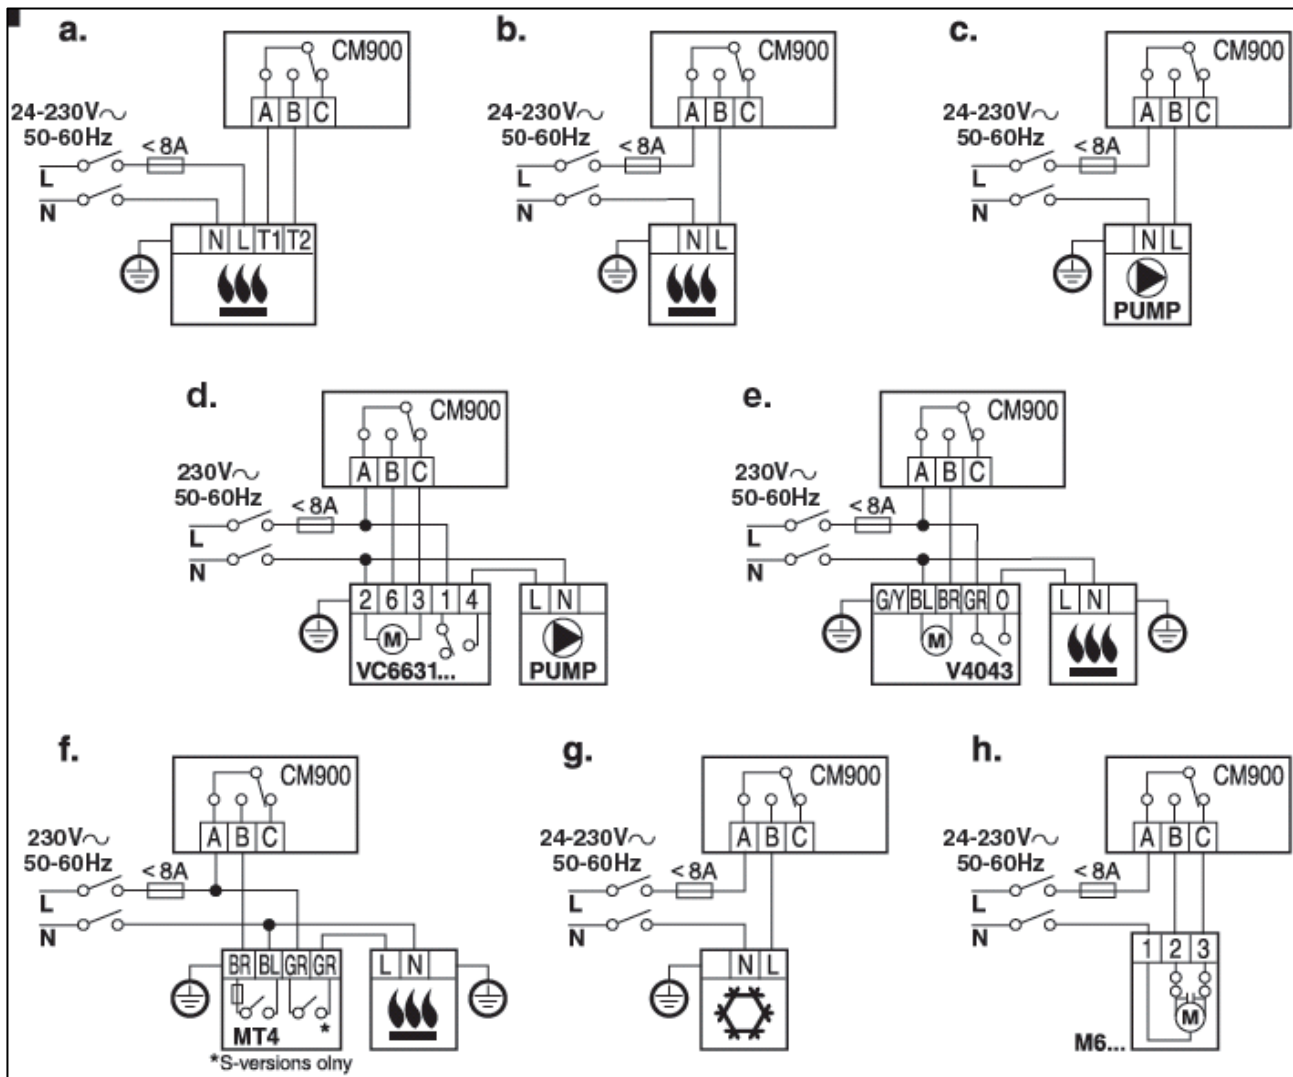 a.
CM900
A B C
24-230V~
50-60Hz
< 8A
L
N
N L T1 T2
b.
CM900
A B C
24-230V~
50-60Hz
< 8A
L
N
N L
c.
CM900
A B C
24-230V~
50-60Hz
< 8A
L
N
N L
PUMP
d.
CM900
A B C
230V~
50-60Hz
< 8A
L
N
2 6 3 1 4
M
VC6631...
L N
PUMP
e.
CM900
A B C
230V~
50-60Hz
< 8A
L
N
G/Y BL BR GR O
M
V4043
L N
f.
CM900
A B C
230V~
50-60Hz
< 8A
L
N
BR BL GR GR
*
MT4
*S-versions olny
L N
g.
CM900
A B C
24-230V~
50-60Hz
< 8A
L
N
N L
h.
CM900
A B C
24-230V~
50-60Hz
< 8A
L
N
1 2 3
M
M6...